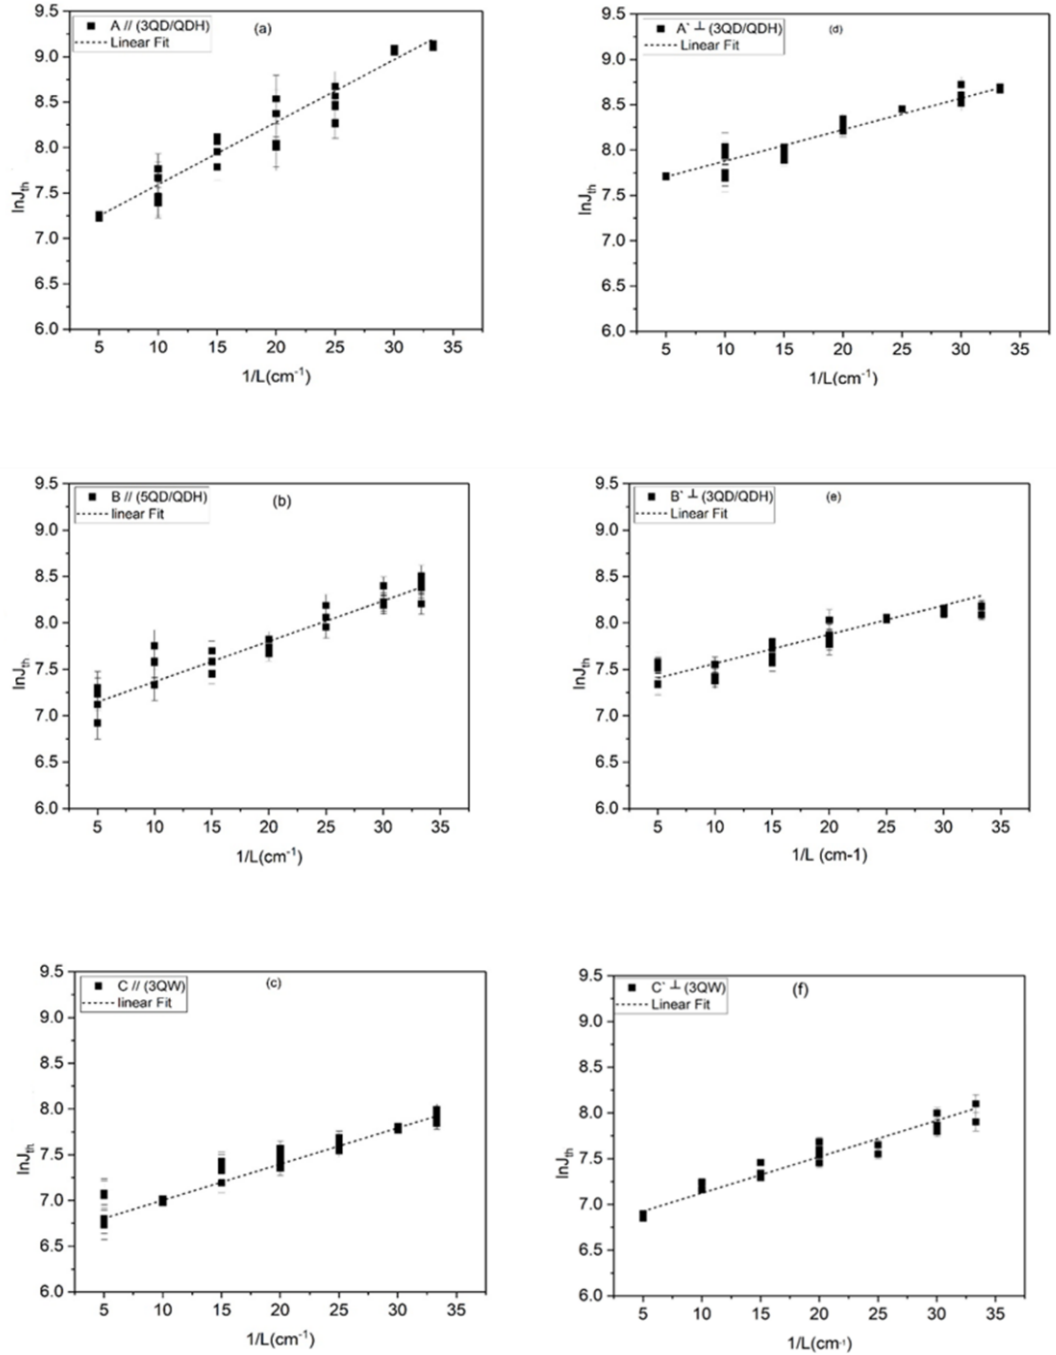 A // (3QD/QDH)
Linear Fit
(a)
9.5
9.0
8.5
8.0
7.5
7.0
6.5
6.0
lnJth
5 10 15 20 25 30 35
1/L(cm-1)
A` ⊥ (3QD/QDH)
Linear Fit
(d)
9.5
9.0
8.5
8.0
7.5
7.0
6.5
6.0
lnJth
5 10 15 20 25 30 35
1/L(cm-1)
B // (5QD/QDH)
linear Fit
(b)
9.5
9.0
8.5
8.0
7.5
7.0
6.5
6.0
lnJth
5 10 15 20 25 30 35
1/L(cm-1)
B` ⊥ (3QD/QDH)
Linear Fit
(e)
9.5
9.0
8.5
8.0
7.5
7.0
6.5
6.0
lnJth
5 10 15 20 25 30 35
1/L (cm-1)
C // (3QW)
linear Fit
(c)
9.5
9.0
8.5
8.0
7.5
7.0
6.5
6.0
lnJth
5 10 15 20 25 30 35
1/L(cm-1)
C` ⊥ (3QW)
Linear Fit
(f)
9.5
9.0
8.5
8.0
7.5
7.0
6.5
6.0
lnJth
5 10 15 20 25 30 35
1/L(cm-1)